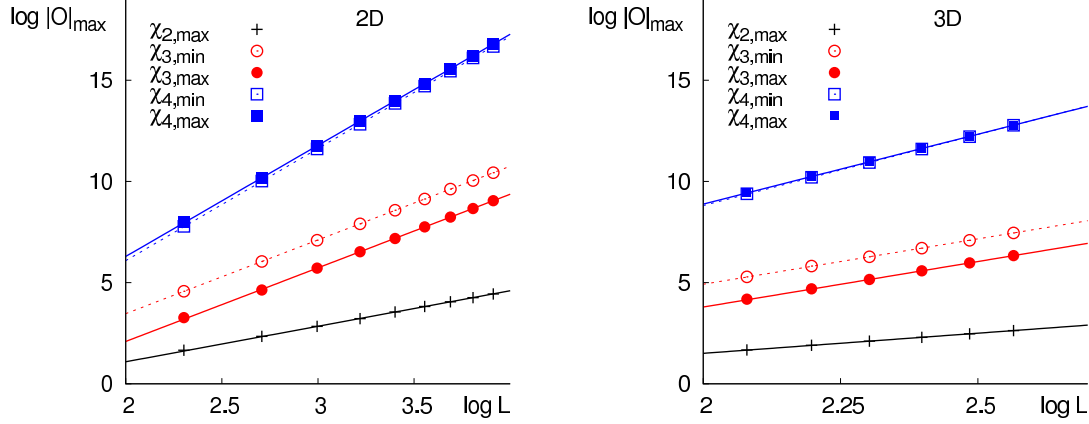 log |O|max
2D
χ2,max
χ3,min
χ3,max
χ4,min
χ4,max
15
10
5
0
2
2.5
3
3.5
log L
log |O|max
3D
χ2,max
χ3,min
χ3,max
χ4,min
χ4,max
15
10
5
0
2
2.25
2.5
log L